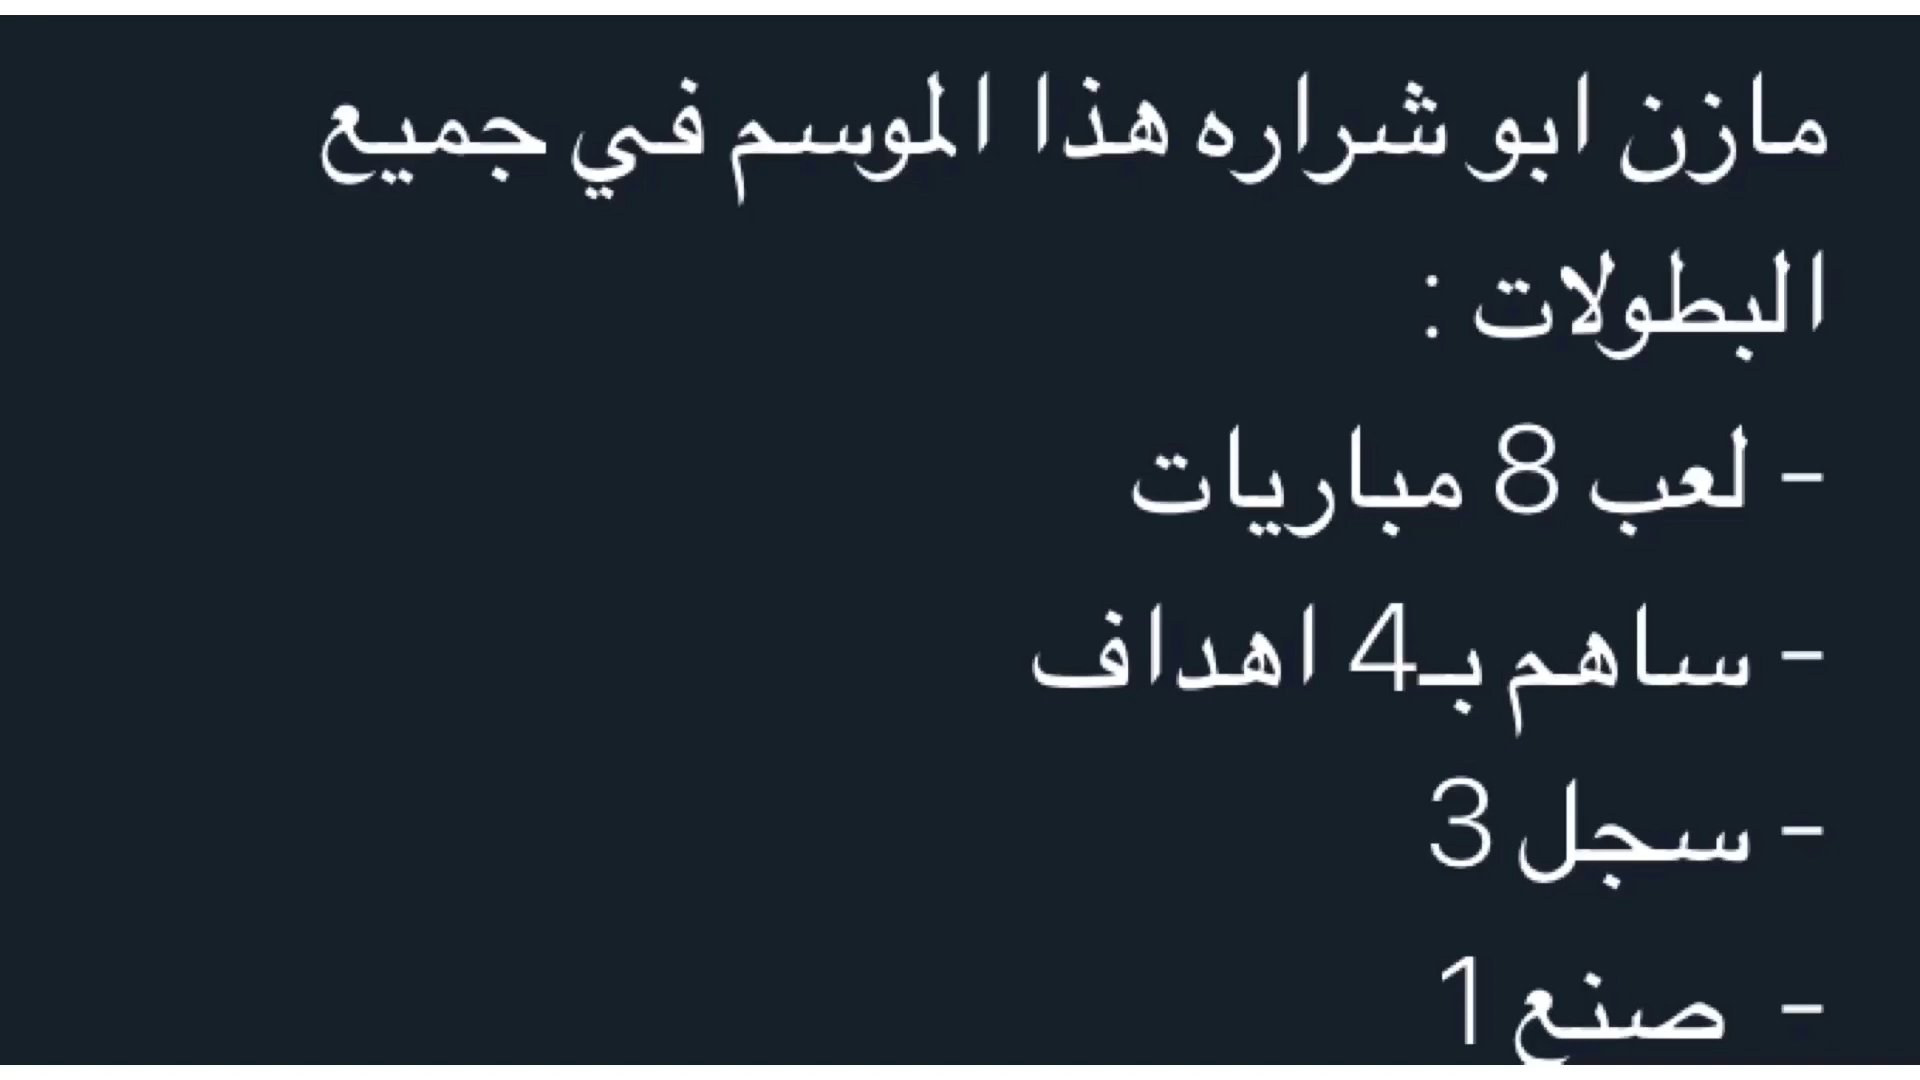 مازن ابو شراره هذا الموسم في جميع
البطولات :
- لعب 8 مباريات
- ساهم بـ4 اهداف
- سجل 3
- صنع 1